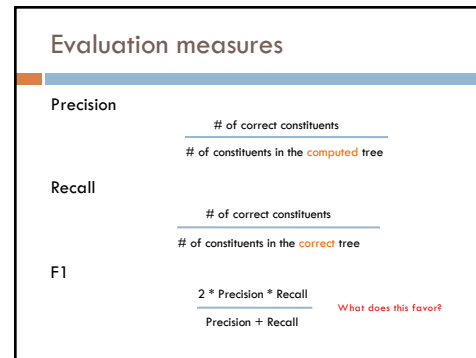 Evaluation measures
Precision
# of correct constituents
# of constituents in the computed tree
Recall
# of correct constituents
# of constituents in the correct tree
F1
2 * Precision * Recall
What does this favor?
Precision + Recall